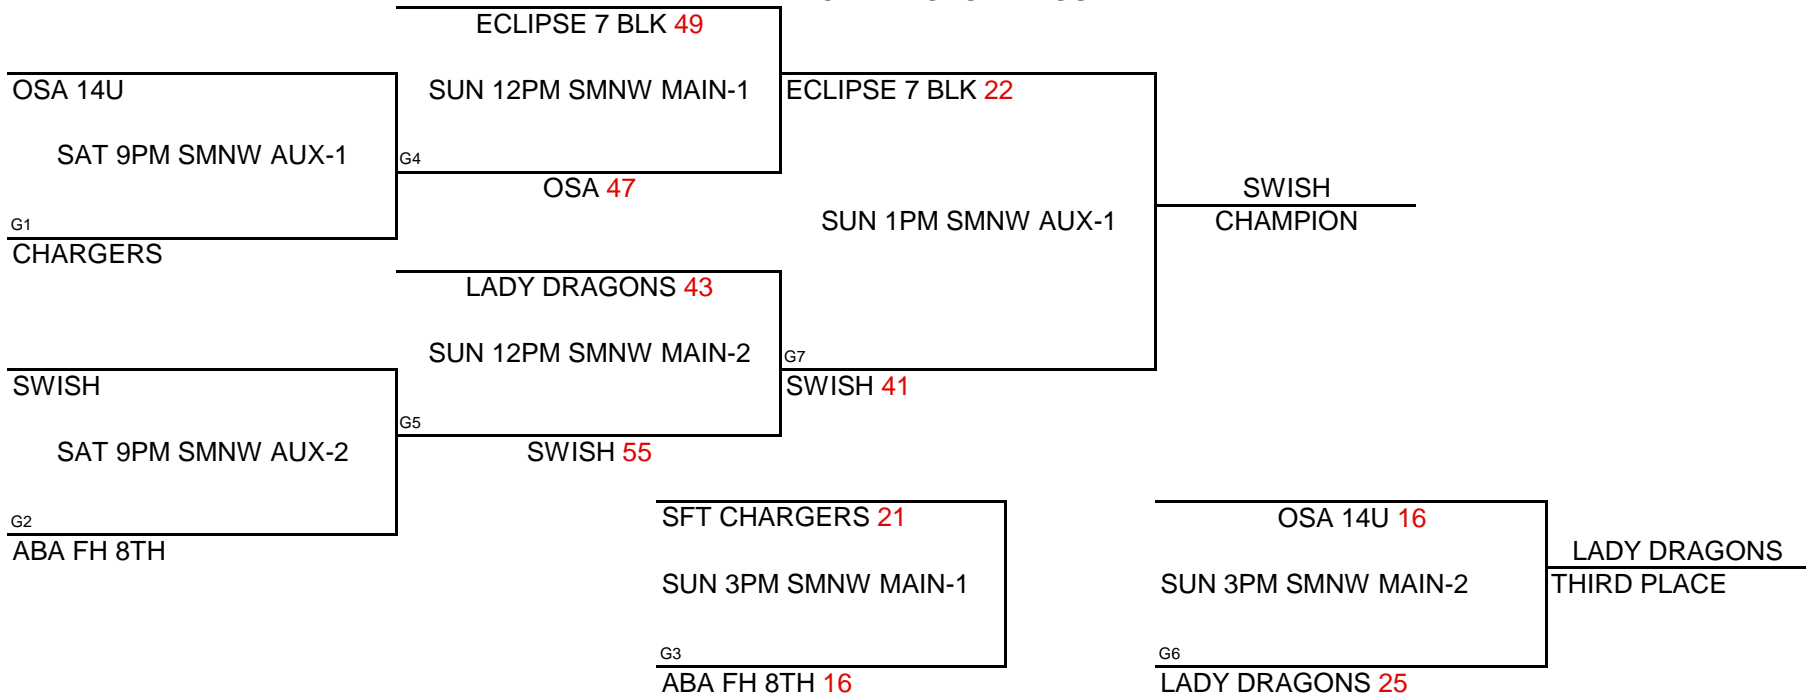 ECLIPSE 7 BLK 49
OSA 14U
SUN 12PM SMNW MAIN-1
ECLIPSE 7 BLK 22
SAT 9PM SMNW AUX-1
G4
OSA 47
SWISH
G1
SUN 1PM SMNW AUX-1
CHAMPION
CHARGERS
LADY DRAGONS 43
SUN 12PM SMNW MAIN-2
G7
SWISH
SWISH 41
G5
SAT 9PM SMNW AUX-2
SWISH 55
G2
SFT CHARGERS 21
OSA 14U 16
ABA FH 8TH
LADY DRAGONS
SUN 3PM SMNW MAIN-1
SUN 3PM SMNW MAIN-2
THIRD PLACE
G3
G6
ABA FH 8TH 16
LADY DRAGONS 25